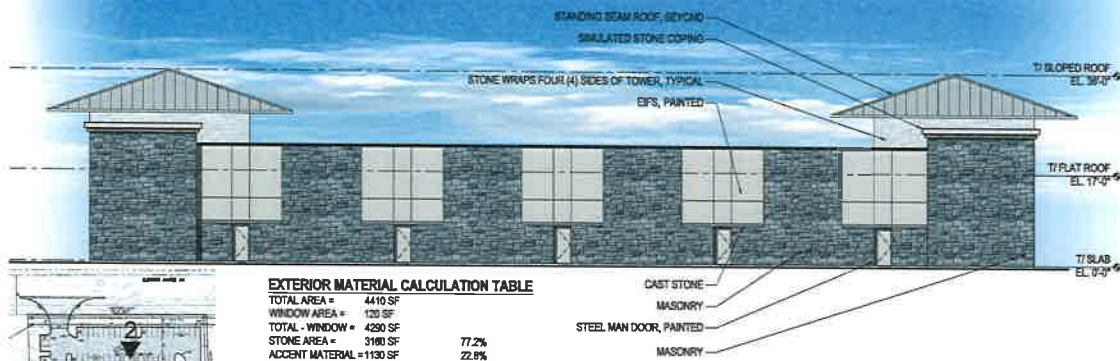 STANDING SEAM ROOF, BEYOND
SIMULATED STONE COPING
T/ SLOPED ROOF
EL. 36'-0"
STONE WRAPS FOUR (4) SIDES OF TOWER, TYPICAL
EIFS, PAINTED
T/ FLAT ROOF
EL. 17'-0"
T/ SLAB
EL. 0'-0"
EXTERIOR MATERIAL CALCULATION TABLE
TOTAL AREA = 4410 SF
WINDOW AREA = 120 SF
TOTAL - WINDOW = 4290 SF
STONE AREA = 3160 SF 77.2%
ACCENT MATERIAL = 1130 SF 22.8%
CAST STONE
MASONRY
STEEL MAN DOOR, PAINTED
MASONRY
2